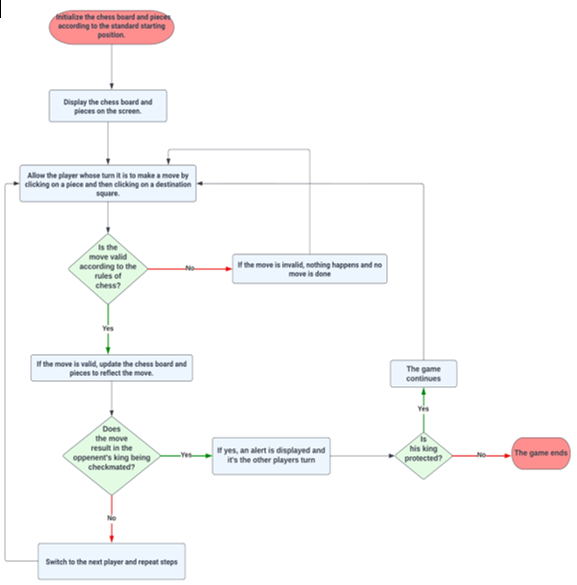 Initialize the chess board and pieces
according to the standard starting
position.
Display the chess board and
pieces on the screen.
Allow the player whose turn it is to make a move by
clicking on a piece and then clicking on a destination
square.
Is the
move valid
according to the
rules of
chess?
No
If the move is invalid, nothing happens and no
move is done
Yes
If the move is valid, update the chess board and
pieces to reflect the move.
The game
continues
Yes
Does
the move
result in the
oppenent's king being
checkmated?
Yes
If yes, an alert is displayed and
it's the other players turn
Is
his king
protected?
No
The game ends
No
Switch to the next player and repeat steps